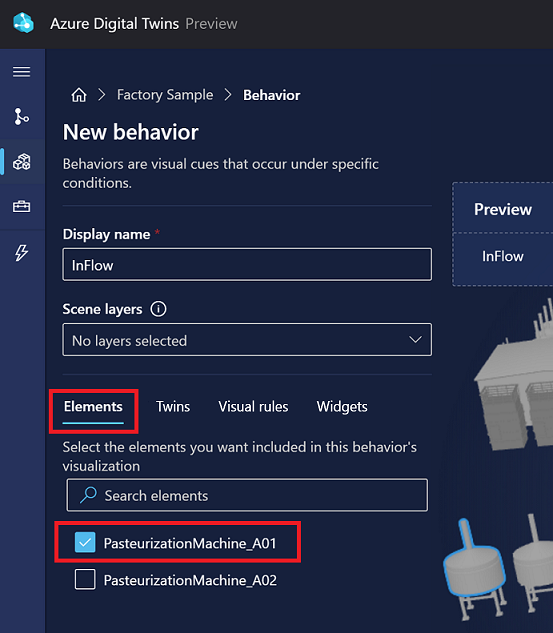 Azure Digital Twins Preview
Factory Sample Behavior
New behavior
Behaviors are visual cues that occur under specific
conditions.
Preview
InFlow
Display name *
InFlow
Scene layers
No layers selected
Elements Twins Visual rules Widgets
Select the elements you want included in this behavior's
visualization
Search elements
PasteurizationMachine_A01
PasteurizationMachine_A02